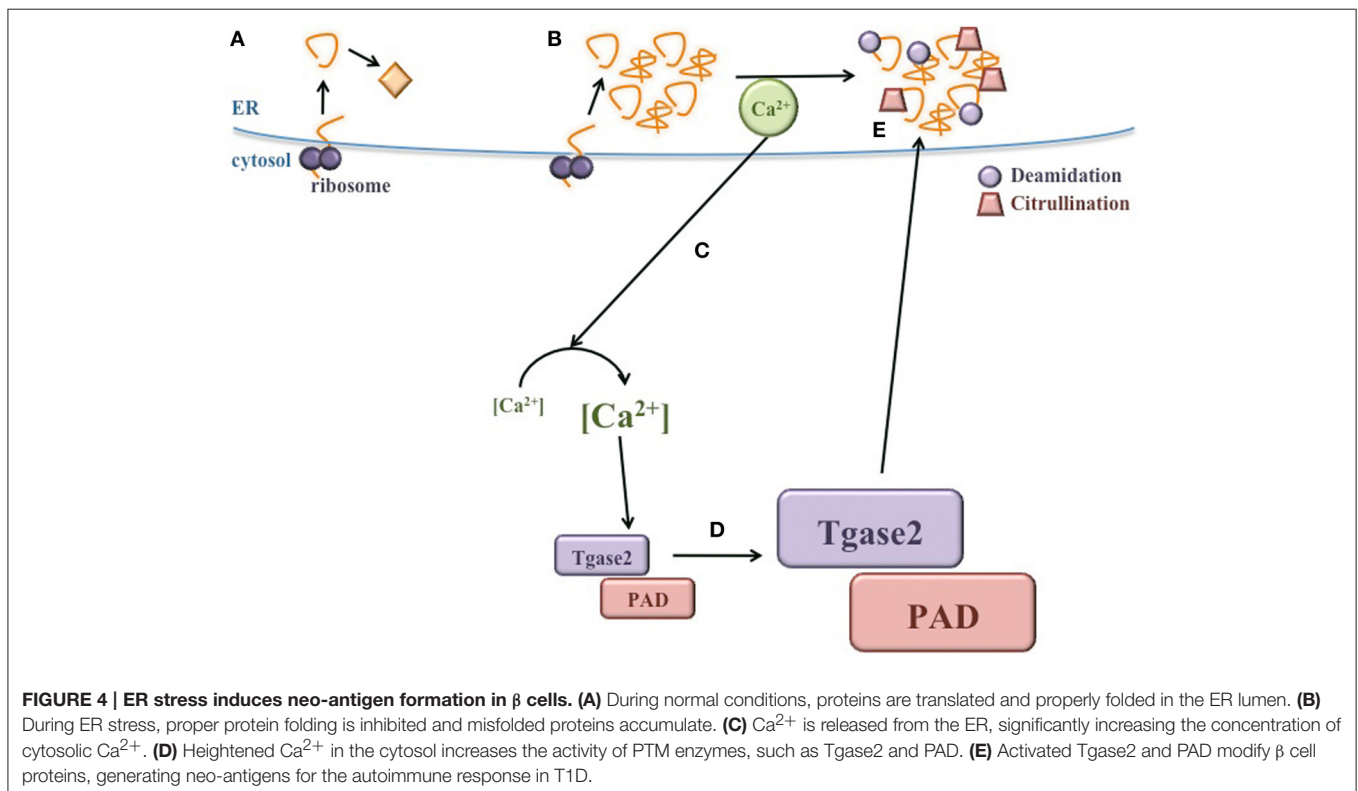 A
B
ER
Ca²⁺
E
cytosol
ribosome
Deamidation
Citrullination
C
[Ca²⁺]
[Ca²⁺]
D
Tgase2
PAD
Tgase2
PAD
FIGURE 4 | ER stress induces neo-antigen formation in β cells. (A) During normal conditions, proteins are translated and properly folded in the ER lumen. (B)
During ER stress, proper protein folding is inhibited and misfolded proteins accumulate. (C) Ca²⁺ is released from the ER, significantly increasing the concentration of
cytosolic Ca²⁺. (D) Heightened Ca²⁺ in the cytosol increases the activity of PTM enzymes, such as Tgase2 and PAD. (E) Activated Tgase2 and PAD modify β cell
proteins, generating neo-antigens for the autoimmune response in T1D.